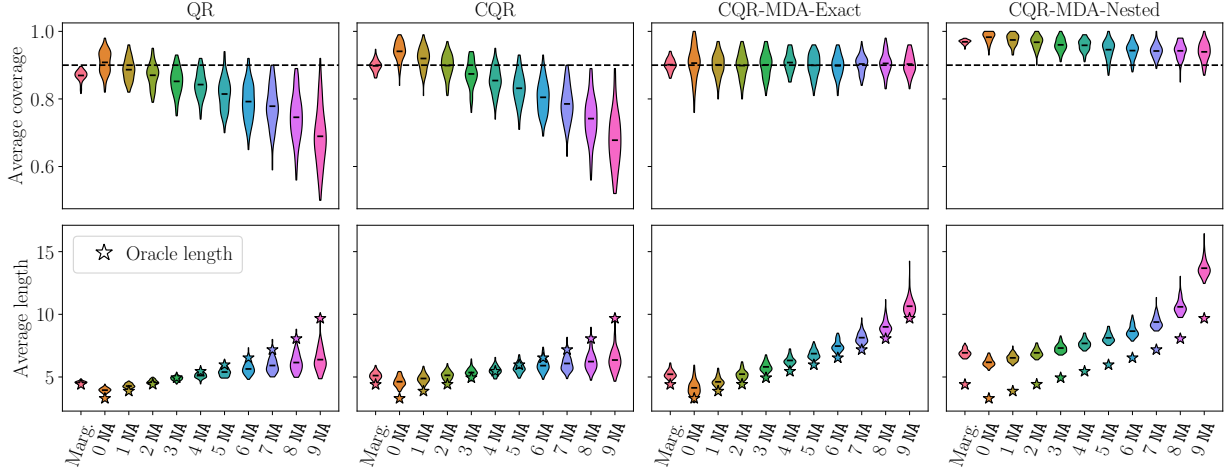 QR
CQR
CQR-MDA-Exact
CQR-MDA-Nested
Average coverage
1.0
0.8
0.6
Average length
15
10
5
Oracle length
Marg.
0 NA
1 NA
2 NA
3 NA
4 NA
5 NA
6 NA
7 NA
8 NA
9 NA
Marg.
0 NA
1 NA
2 NA
3 NA
4 NA
5 NA
6 NA
7 NA
8 NA
9 NA
Marg.
0 NA
1 NA
2 NA
3 NA
4 NA
5 NA
6 NA
7 NA
8 NA
9 NA
Marg.
0 NA
1 NA
2 NA
3 NA
4 NA
5 NA
6 NA
7 NA
8 NA
9 NA